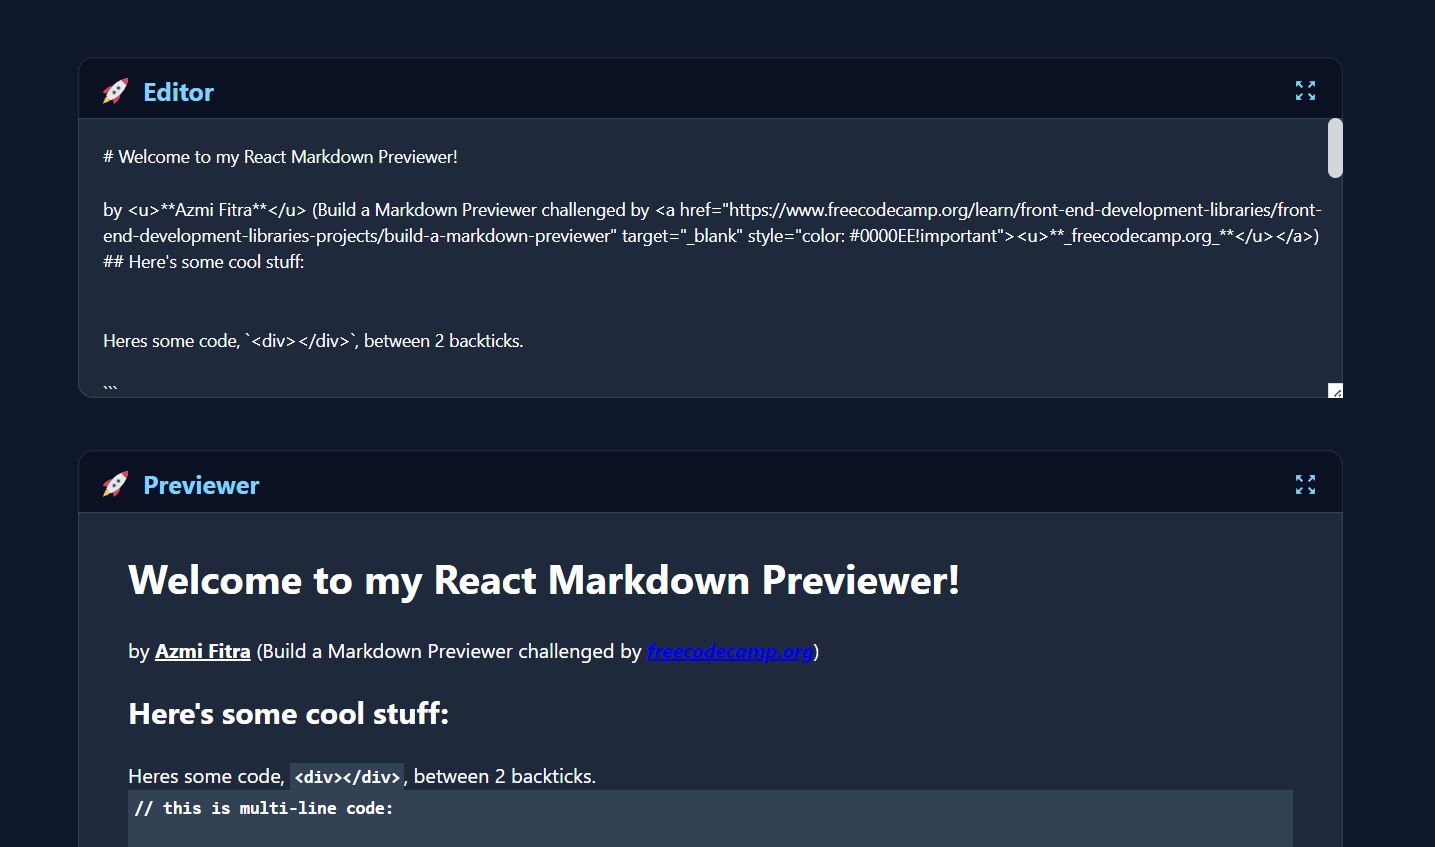 🚀 Editor
# Welcome to my React Markdown Previewer!
by <u>**Azmi Fitra**</u> (Build a Markdown Previewer challenged by <a href="https://www.freecodecamp.org/learn/front-end-development-libraries/front-
end-development-libraries-projects/build-a-markdown-previewer" target="_blank" style="color: #0000EE!important"><u>**_freecodecamp.org_**</u></a>)
## Here's some cool stuff:
Heres some code, `<div></div>`, between 2 backticks.
```
🚀 Previewer
Welcome to my React Markdown Previewer!
by Azmi Fitra (Build a Markdown Previewer challenged by freecodecamp.org)
Here's some cool stuff:
Heres some code, <div></div>, between 2 backticks.
// this is multi-line code: